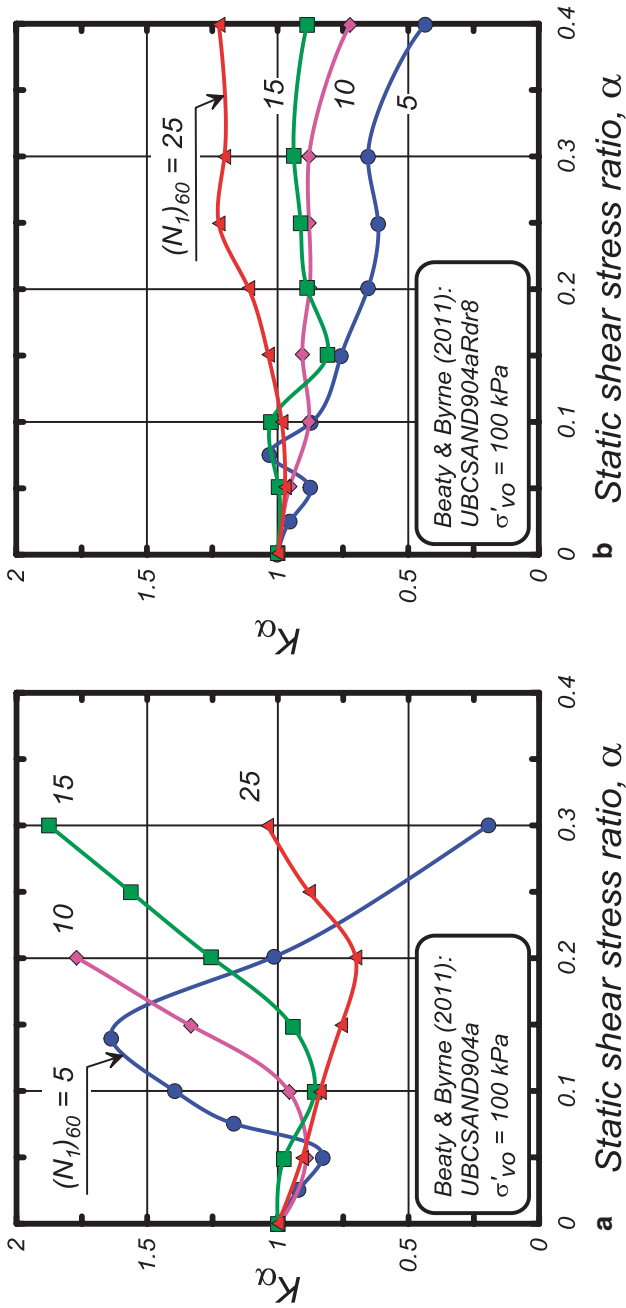 2
1.5
1
0.5
0
Kα
(N1)60 = 5
10
15
25
Beaty & Byrne (2011):
UBCSAND904a
σ'vo = 100 kPa
0
0.1
0.2
0.3
0.4
a Static shear stress ratio, α
2
1.5
1
0.5
0
Kα
(N1)60 = 25
15
10
5
Beaty & Byrne (2011):
UBCSAND904aRdr8
σ'vo = 100 kPa
0
0.1
0.2
0.3
0.4
b Static shear stress ratio, α